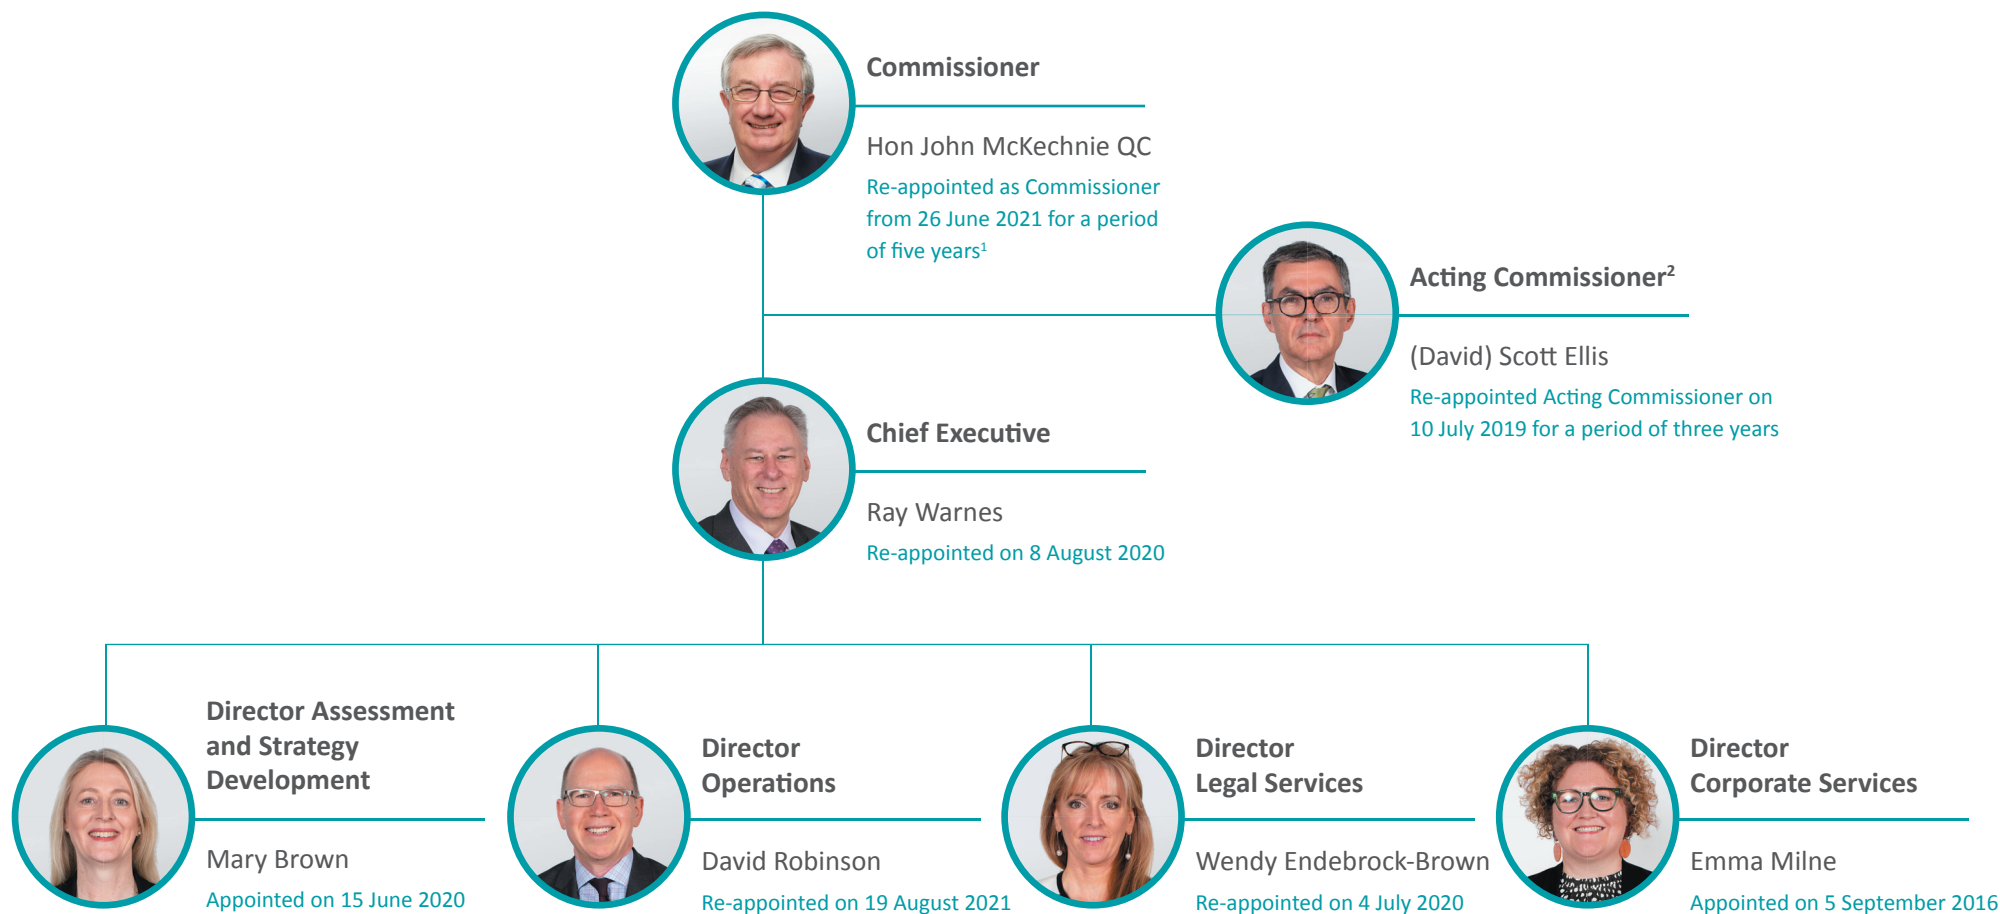 Commissioner
Hon John McKechnie QC
Re-appointed as Commissioner
from 26 June 2021 for a period
of five years¹
Acting Commissioner²
(David) Scott Ellis
Re-appointed Acting Commissioner on
10 July 2019 for a period of three years
Chief Executive
Ray Warnes
Re-appointed on 8 August 2020
Director Assessment
and Strategy
Development
Mary Brown
Appointed on 15 June 2020
Director
Operations
David Robinson
Re-appointed on 19 August 2021
Director
Legal Services
Wendy Endebrock-Brown
Re-appointed on 4 July 2020
Director
Corporate Services
Emma Milne
Appointed on 5 September 2016